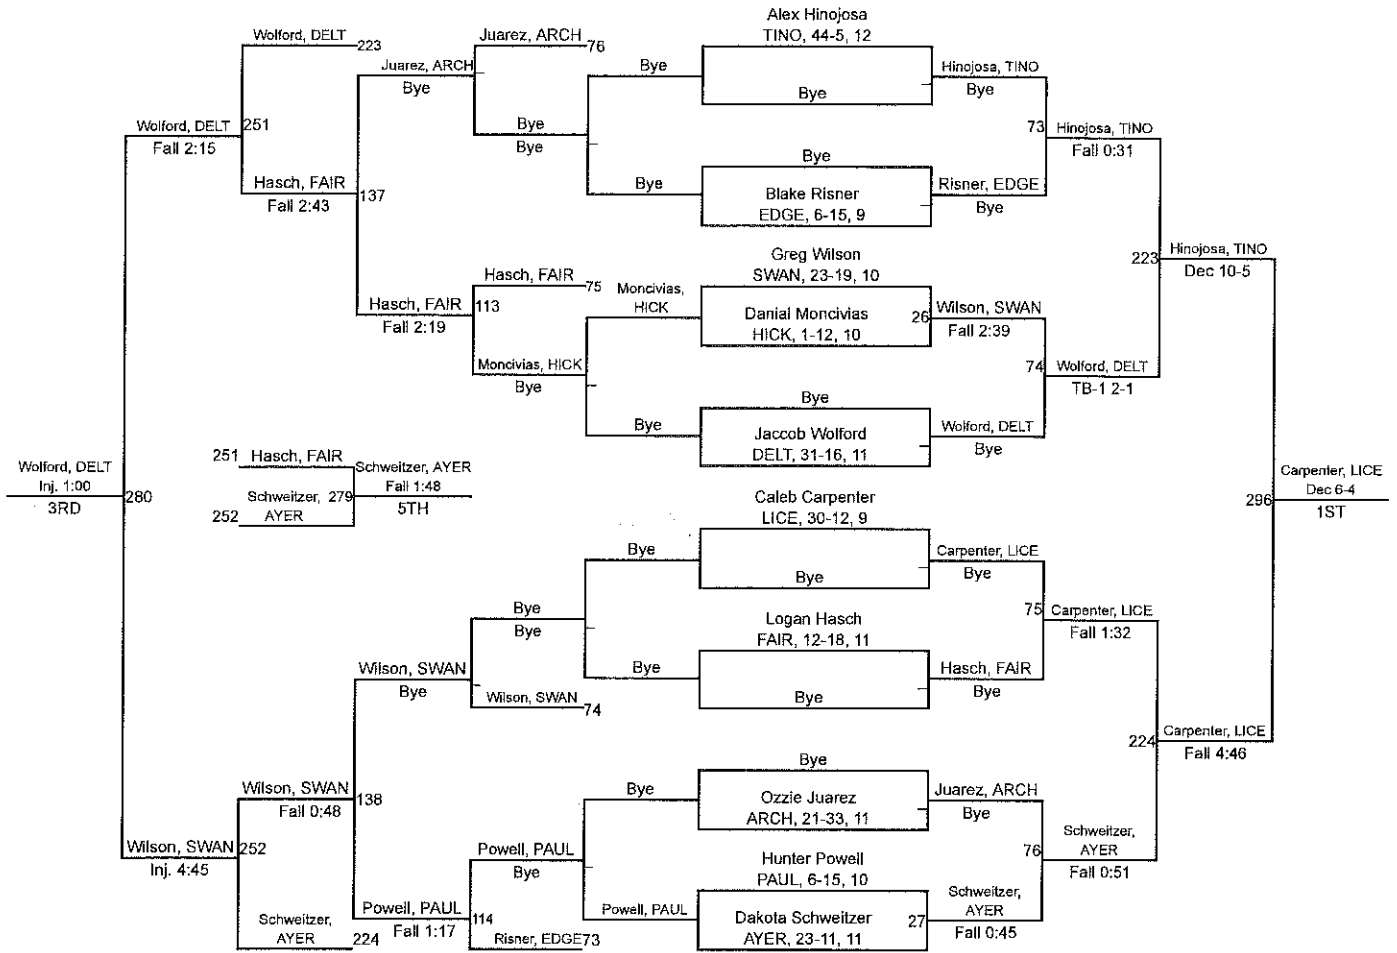 Alex Hinojosa
TINO, 44-5, 12
Wolford, DELT
223
Juarez, ARCH
76
Juarez, ARCH
Bye
Bye
Hinojosa, TINO
Bye
Bye
Wolford, DELT
251
Fall 2:15
Bye
Bye
73
Hinojosa, TINO
Fall 0:31
Bye
Hasch, FAIR
Fall 2:43
137
Bye
Blake Risner
EDGE, 6-15, 9
Risner, EDGE
Bye
Greg Wilson
SWAN, 23-19, 10
223
Hinojosa, TINO
Dec 10-5
Hasch, FAIR
75
Moncivias,
HICK
Hasch, FAIR
Fall 2:19
113
Danial Moncivias
HICK, 1-12, 10
26
Wilson, SWAN
Fall 2:39
Moncivias, HICK
Bye
74
Wolford, DELT
TB-1 2-1
Bye
Bye
Jaccob Wolford
DELT, 31-16, 11
Wolford, DELT
Bye
251
Hasch, FAIR
Wolford, DELT
Inj. 1:00
3RD
280
Schweitzer, AYER
Fall 1:48
5TH
Schweitzer,
AYER
279
252
Caleb Carpenter
LICE, 30-12, 9
296
Carpenter, LICE
Dec 6-4
1ST
Bye
Bye
Carpenter, LICE
Bye
Bye
Bye
Logan Hasch
FAIR, 12-18, 11
75
Carpenter, LICE
Fall 1:32
Wilson, SWAN
Bye
Bye
Bye
Hasch, FAIR
Bye
Wilson, SWAN
74
224
Carpenter, LICE
Fall 4:46
Bye
Wilson, SWAN
Fall 0:48
138
Bye
Ozzie Juarez
ARCH, 21-33, 11
Juarez, ARCH
Bye
Wilson, SWAN
Inj. 4:45
252
Powell, PAUL
Bye
Hunter Powell
PAUL, 6-15, 10
76
Schweitzer,
AYER
Fall 0:51
Schweitzer,
AYER
224
Powell, PAUL
Fall 1:17
114
Risner, EDGE
73
Powell, PAUL
Dakota Schweitzer
AYER, 23-11, 11
27
Schweitzer,
AYER
Fall 0:45